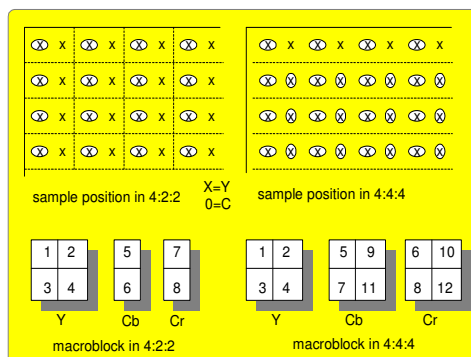 X x X x X x X x
X x X x X x X x
X x X x X x X x
X x X x X x X x
sample position in 4:2:2
X=Y
0=C
X x X x X x X x
X X X X X X X X
X X X X X X X X
X X X X X X X X
sample position in 4:4:4
1 2 5 7
3 4 6 8
Y Cb Cr
macroblock in 4:2:2
1 2 5 9 6 10
3 4 7 11 8 12
Y Cb Cr
macroblock in 4:4:4